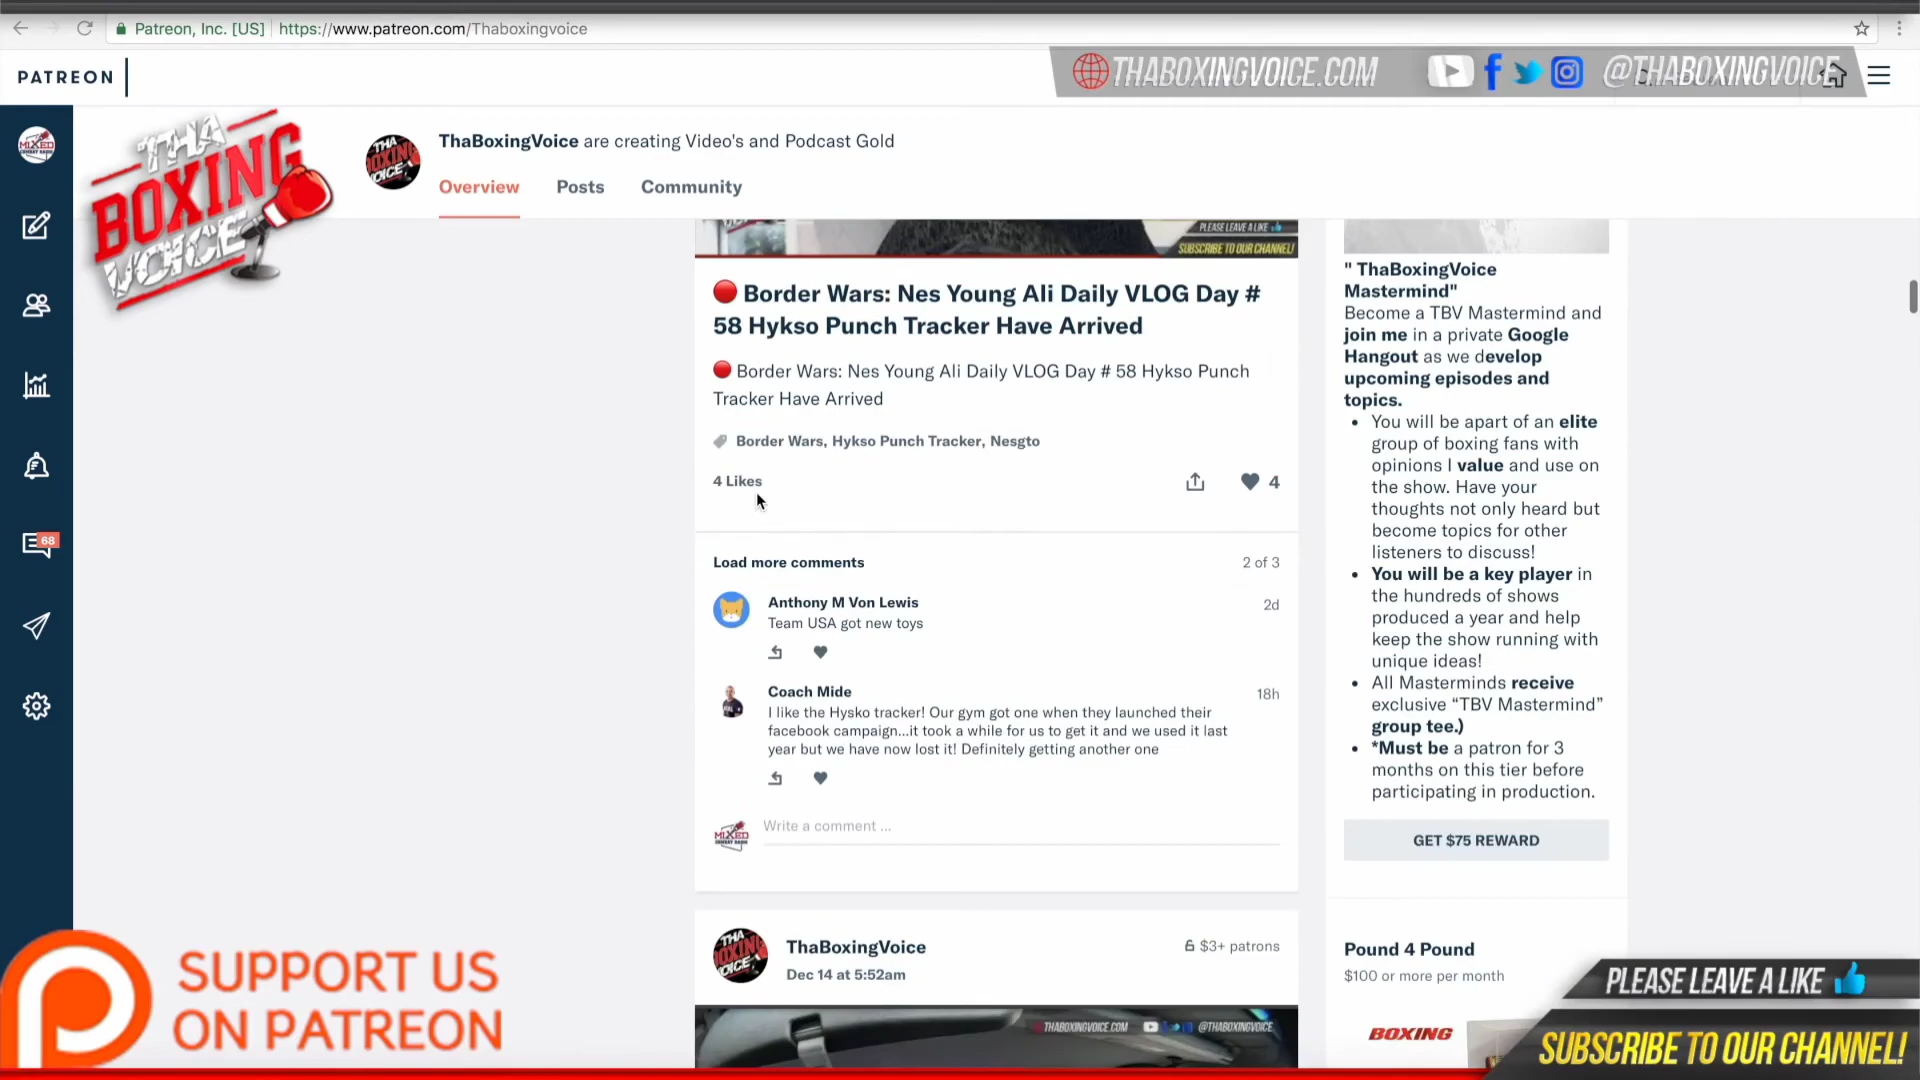 Patreon, Inc. [US] | https://www.patreon.com/Thaboxingvoice
PATREON
THABOXINGVOICE.COM
@THABOXINGVOICE
THA
BOXING
VOICE
ThaBoxingVoice are creating Video's and Podcast Gold
Overview Posts Community
PLEASE LEAVE A LIKE
SUBSCRIBE TO OUR CHANNEL!
🔴 Border Wars: Nes Young Ali Daily VLOG Day #
58 Hykso Punch Tracker Have Arrived
🔴 Border Wars: Nes Young Ali Daily VLOG Day # 58 Hykso Punch
Tracker Have Arrived
Border Wars, Hykso Punch Tracker, Nesgto
4 Likes
4
Load more comments
2 of 3
Anthony M Von Lewis
2d
Team USA got new toys
Coach Mide
18h
I like the Hysko tracker! Our gym got one when they launched their
facebook campaign...it took a while for us to get it and we used it last
year but we have now lost it! Definitely getting another one
MIXED
Write a comment ...
ThaBoxingVoice
$3+ patrons
Dec 14 at 5:52am
THABOXINGVOICE.COM
@THABOXINGVOICE
" ThaBoxingVoice
Mastermind"
Become a TBV Mastermind and
join me in a private Google
Hangout as we develop
upcoming episodes and
topics.
• You will be apart of an elite
group of boxing fans with
opinions I value and use on
the show. Have your
thoughts not only heard but
become topics for other
listeners to discuss!
• You will be a key player in
the hundreds of shows
produced a year and help
keep the show running with
unique ideas!
• All Masterminds receive
exclusive “TBV Mastermind”
group tee.)
• *Must be a patron for 3
months on this tier before
participating in production.
GET $75 REWARD
Pound 4 Pound
$100 or more per month
BOXING
MIXED
68
SUPPORT US
ON PATREON
PLEASE LEAVE A LIKE
SUBSCRIBE TO OUR CHANNEL!